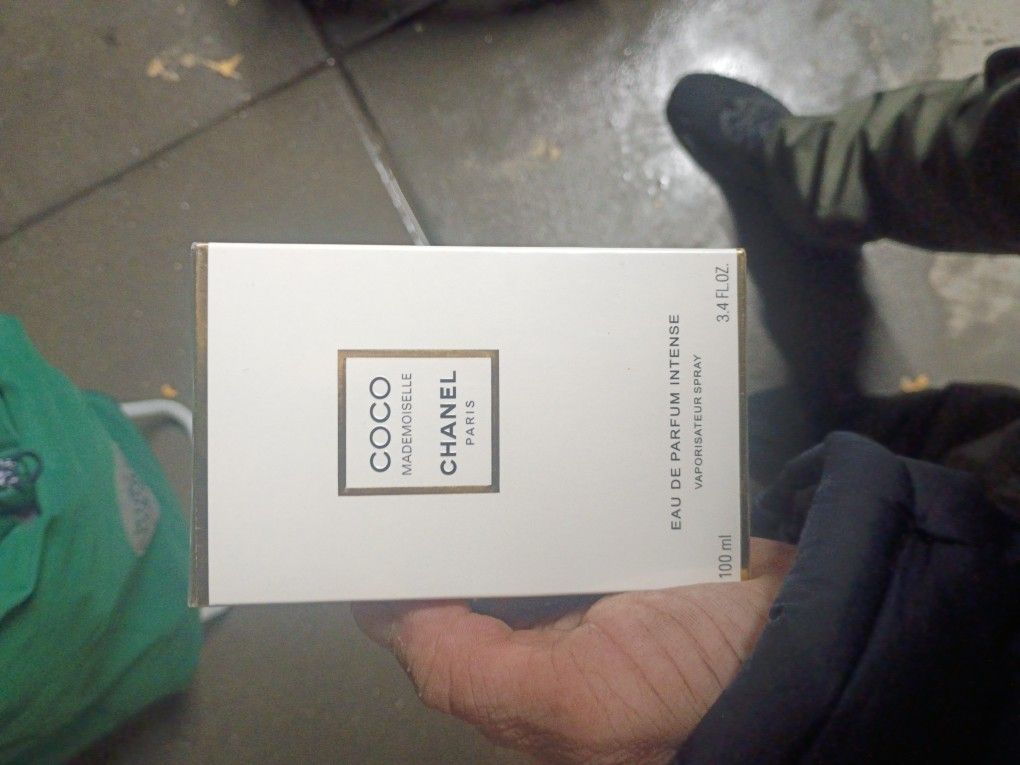 COCO
MADEMOISELLE
CHANEL
PARIS
EAU DE PARFUM INTENSE
VAPORISATEUR SPRAY
100 ml 3.4 FL.OZ.